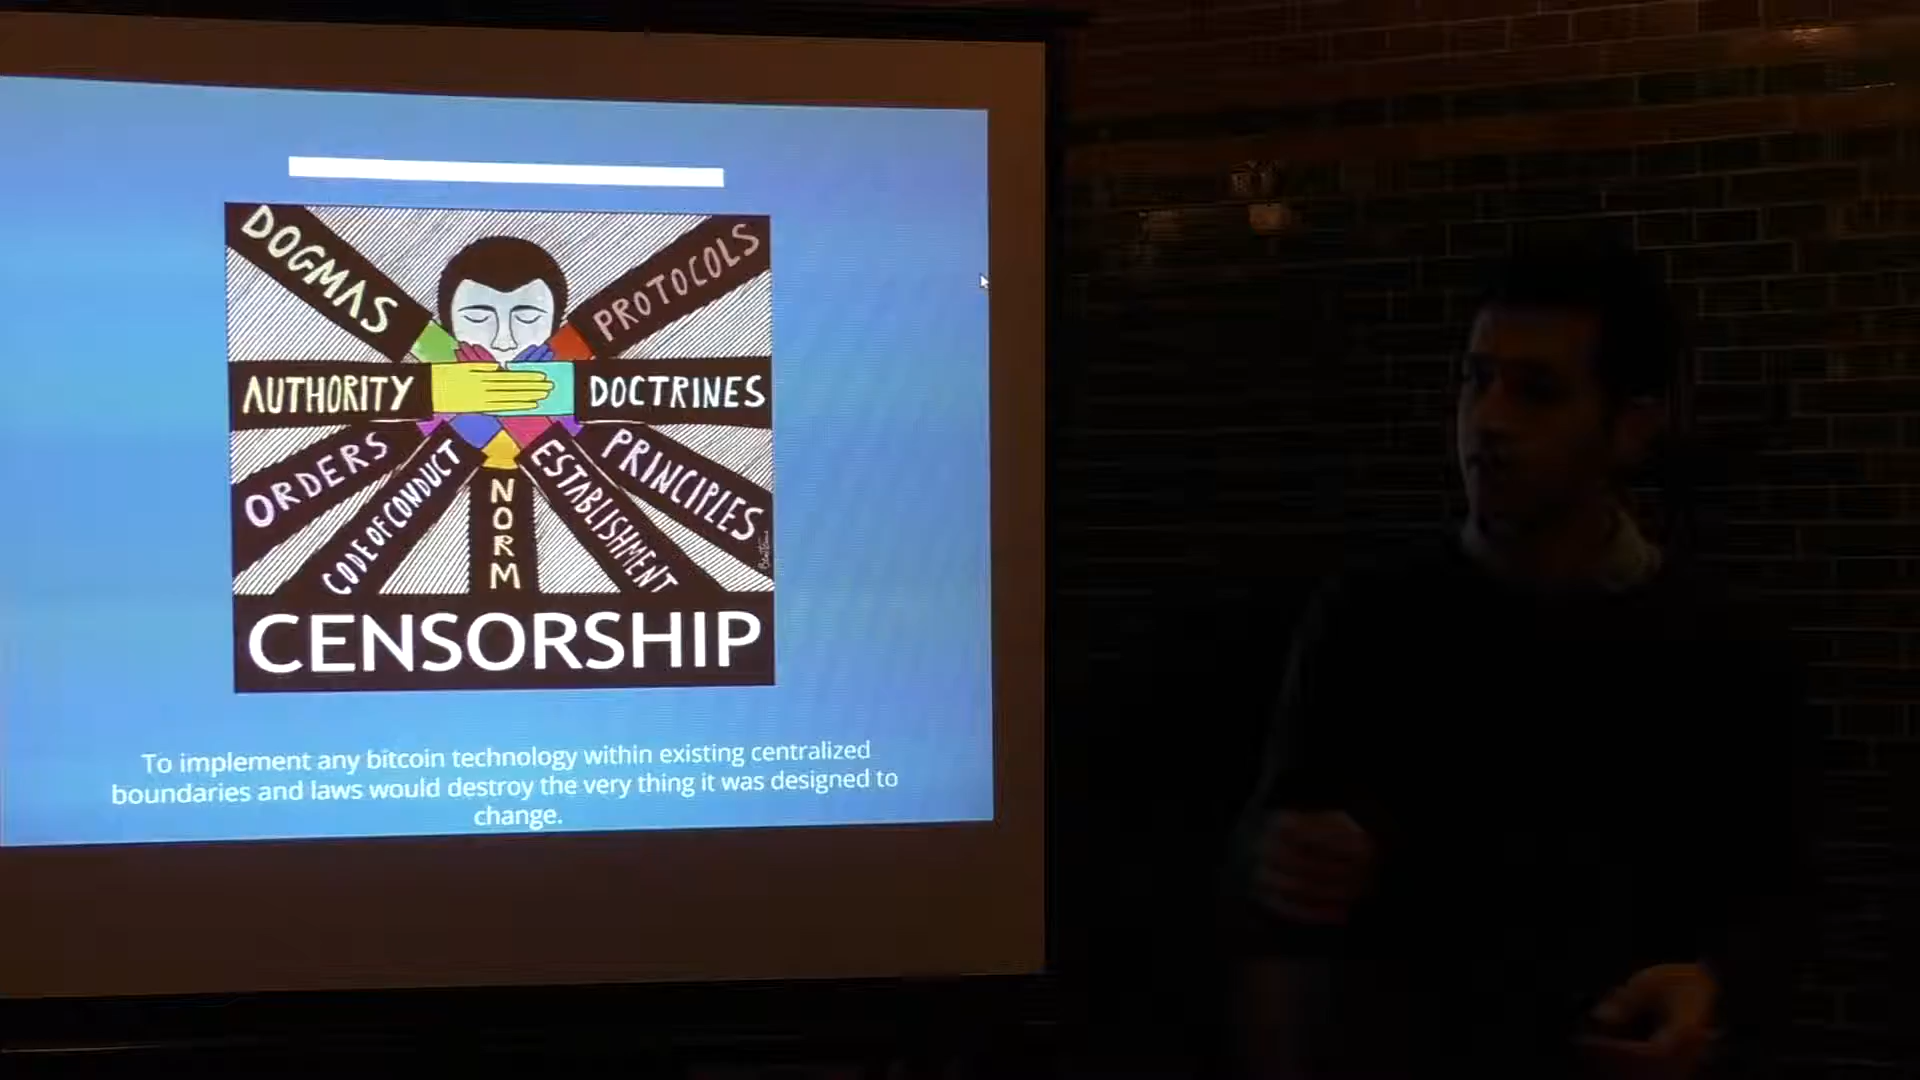 DOGMAS
PROTOCOLS
AUTHORITY
DOCTRINES
ORDERS
CODE OF CONDUCT
NORM
ESTABLISHMENT
PRINCIPLES
CENSORSHIP
To implement any bitcoin technology within existing centralized
boundaries and laws would destroy the very thing it was designed to
change.